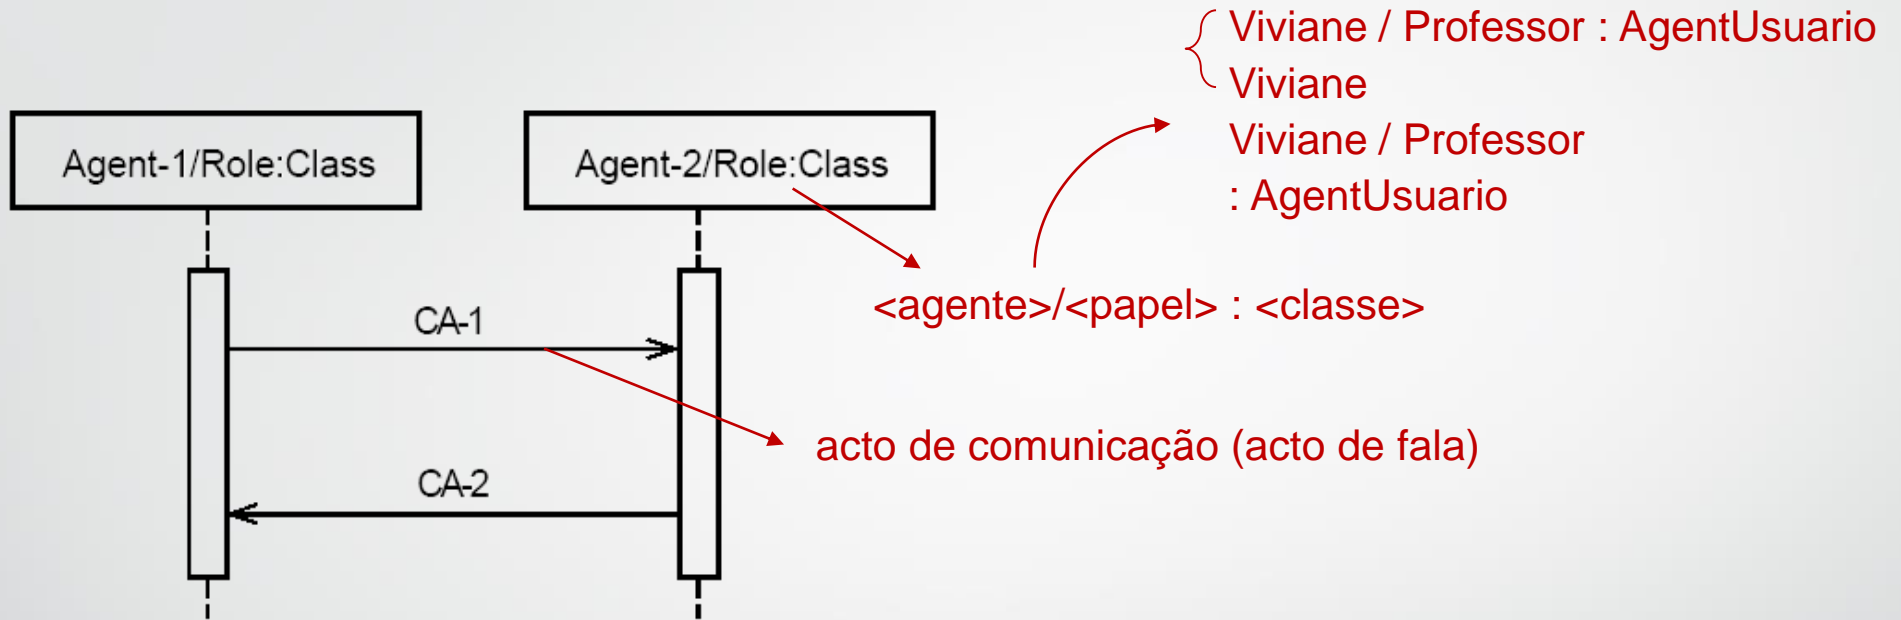 Viviane / Professor : AgentUsuario
Viviane
Viviane / Professor
: AgentUsuario
Agent-1/Role:Class
Agent-2/Role:Class
<agente>/<papel> : <classe>
CA-1
acto de comunicação (acto de fala)
CA-2